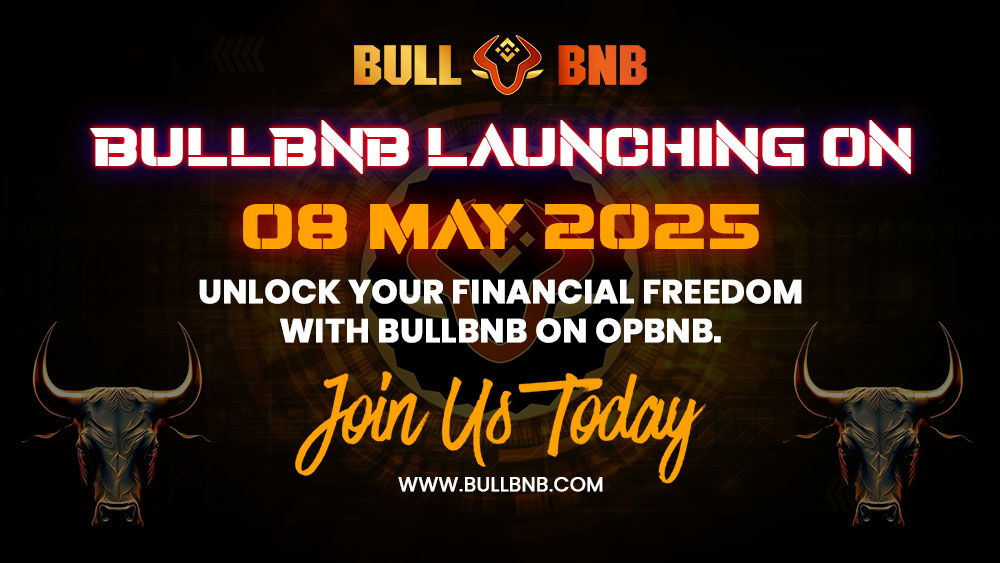 BULL BNB
BULLBNB LAUNCHING ON
08 MAY 2025
UNLOCK YOUR FINANCIAL FREEDOM
WITH BULLBNB ON OPBNB.
Join Us Today
WWW.BULLBNB.COM